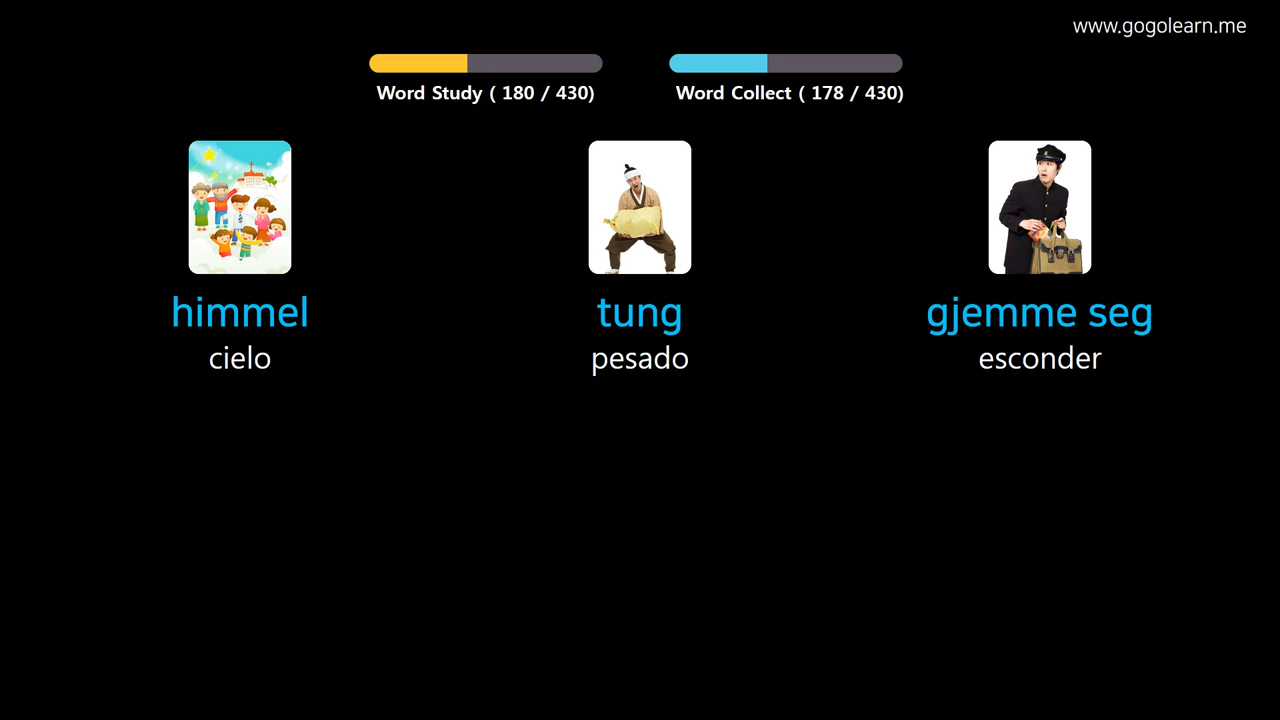 www.gogolearn.me
Word Study ( 180 / 430)
Word Collect ( 178 / 430)
himmel
cielo
tung
pesado
gjemme seg
esconder